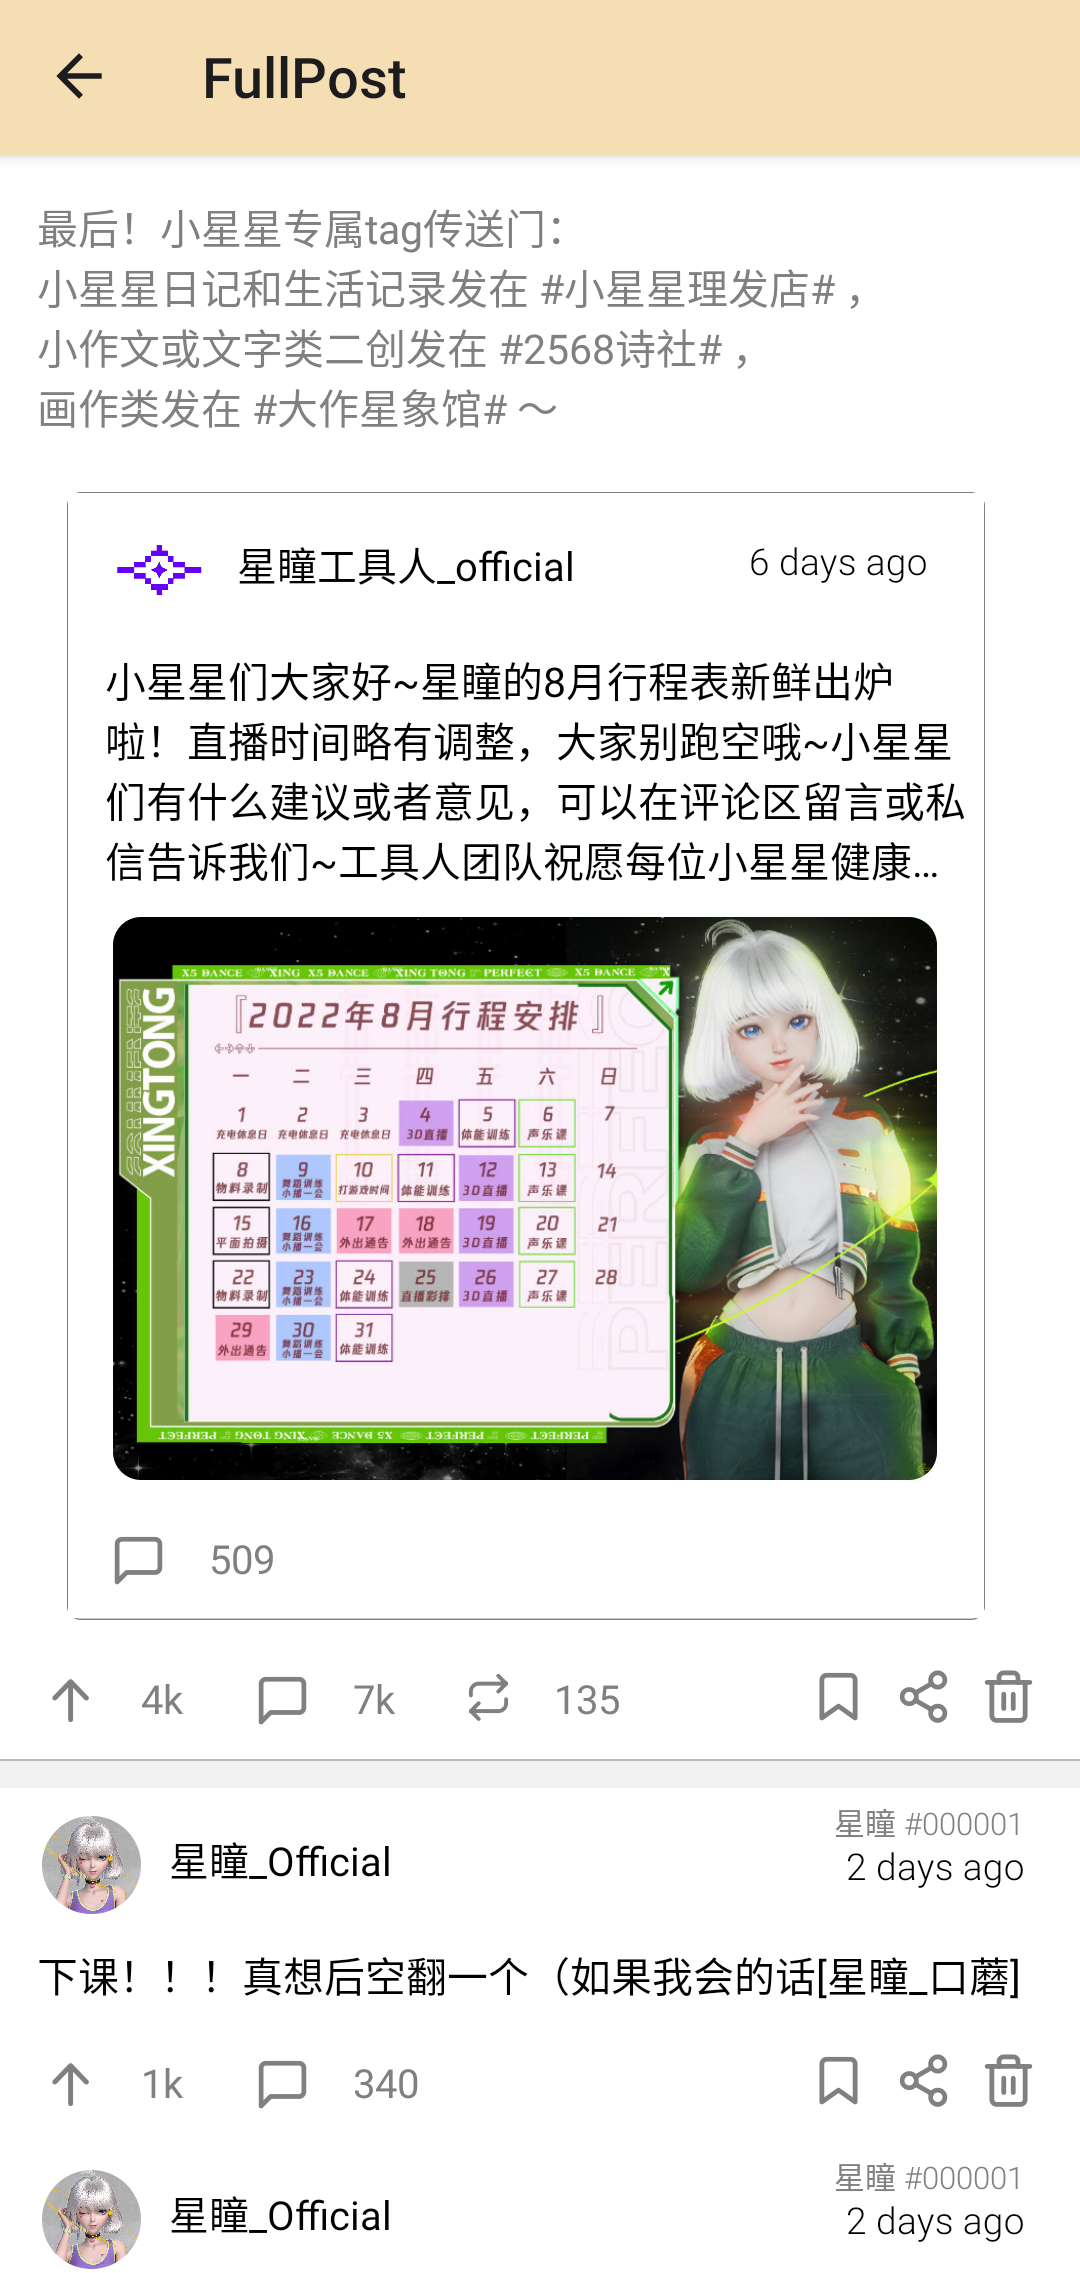 FullPost
最后！小星星专属tag传送门：
小星星日记和生活记录发在 #小星星理发店# ，
小作文或文字类二创发在 #2568诗社# ，
画作类发在 #大作星象馆# ～
星瞳工具人_official
6 days ago
小星星们大家好~星瞳的8月行程表新鲜出炉
啦！直播时间略有调整，大家别跑空哦~小星星
们有什么建议或者意见，可以在评论区留言或私
信告诉我们~工具人团队祝愿每位小星星健康...
X5 DANCE XING X5 DANCE XING TONG PERFECT X5 DANCE X
XINGTONG
『2022年8月行程安排』
一 二 三 四 五 六 日
1 2 3 4 5 6 7
充电休息日 充电休息日 充电休息日 3D直播 体能训练 声乐课
8 9 10 11 12 13 14
物料录制 舞蹈训练 小播一会 打游戏时间 体能训练 3D直播 声乐课
15 16 17 18 19 20 21
平面拍摄 舞蹈训练 小播一会 外出通告 外出通告 3D直播 声乐课
22 23 24 25 26 27 28
物料录制 舞蹈训练 小播一会 体能训练 直播彩排 3D直播 声乐课
29 30 31
外出通告 舞蹈训练 小播一会 体能训练
PERFECT
PERFECT XING TONG X5 DANCE PERFECT PERFECT
509
4k 7k 135
星瞳_Official
星瞳 #000001
2 days ago
下课！！！真想后空翻一个（如果我会的话[星瞳_口蘑]
1k 340
星瞳_Official
星瞳 #000001
2 days ago